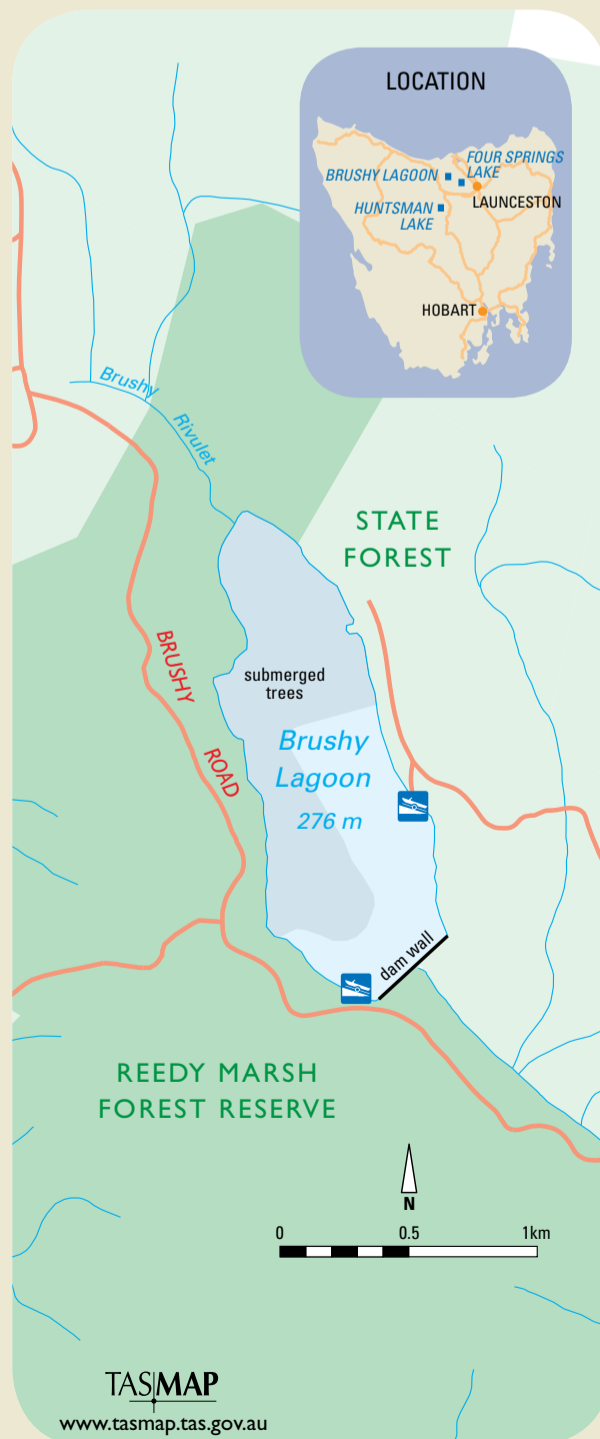 LOCATION
FOUR SPRINGS
LAKE
BRUSHY LAGOON
LAUNCESTON
HUNTSMAN
LAKE
HOBART
Brushy
Rivulet
STATE
FOREST
BRUSHY
ROAD
submerged
trees
Brushy
Lagoon
276 m
dam wall
REEDY MARSH
FOREST RESERVE
N
0 0.5 1km
TASMAP
www.tasmap.tas.gov.au